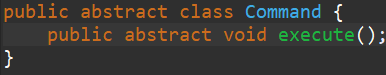 public abstract class Command {
    public abstract void execute();
}